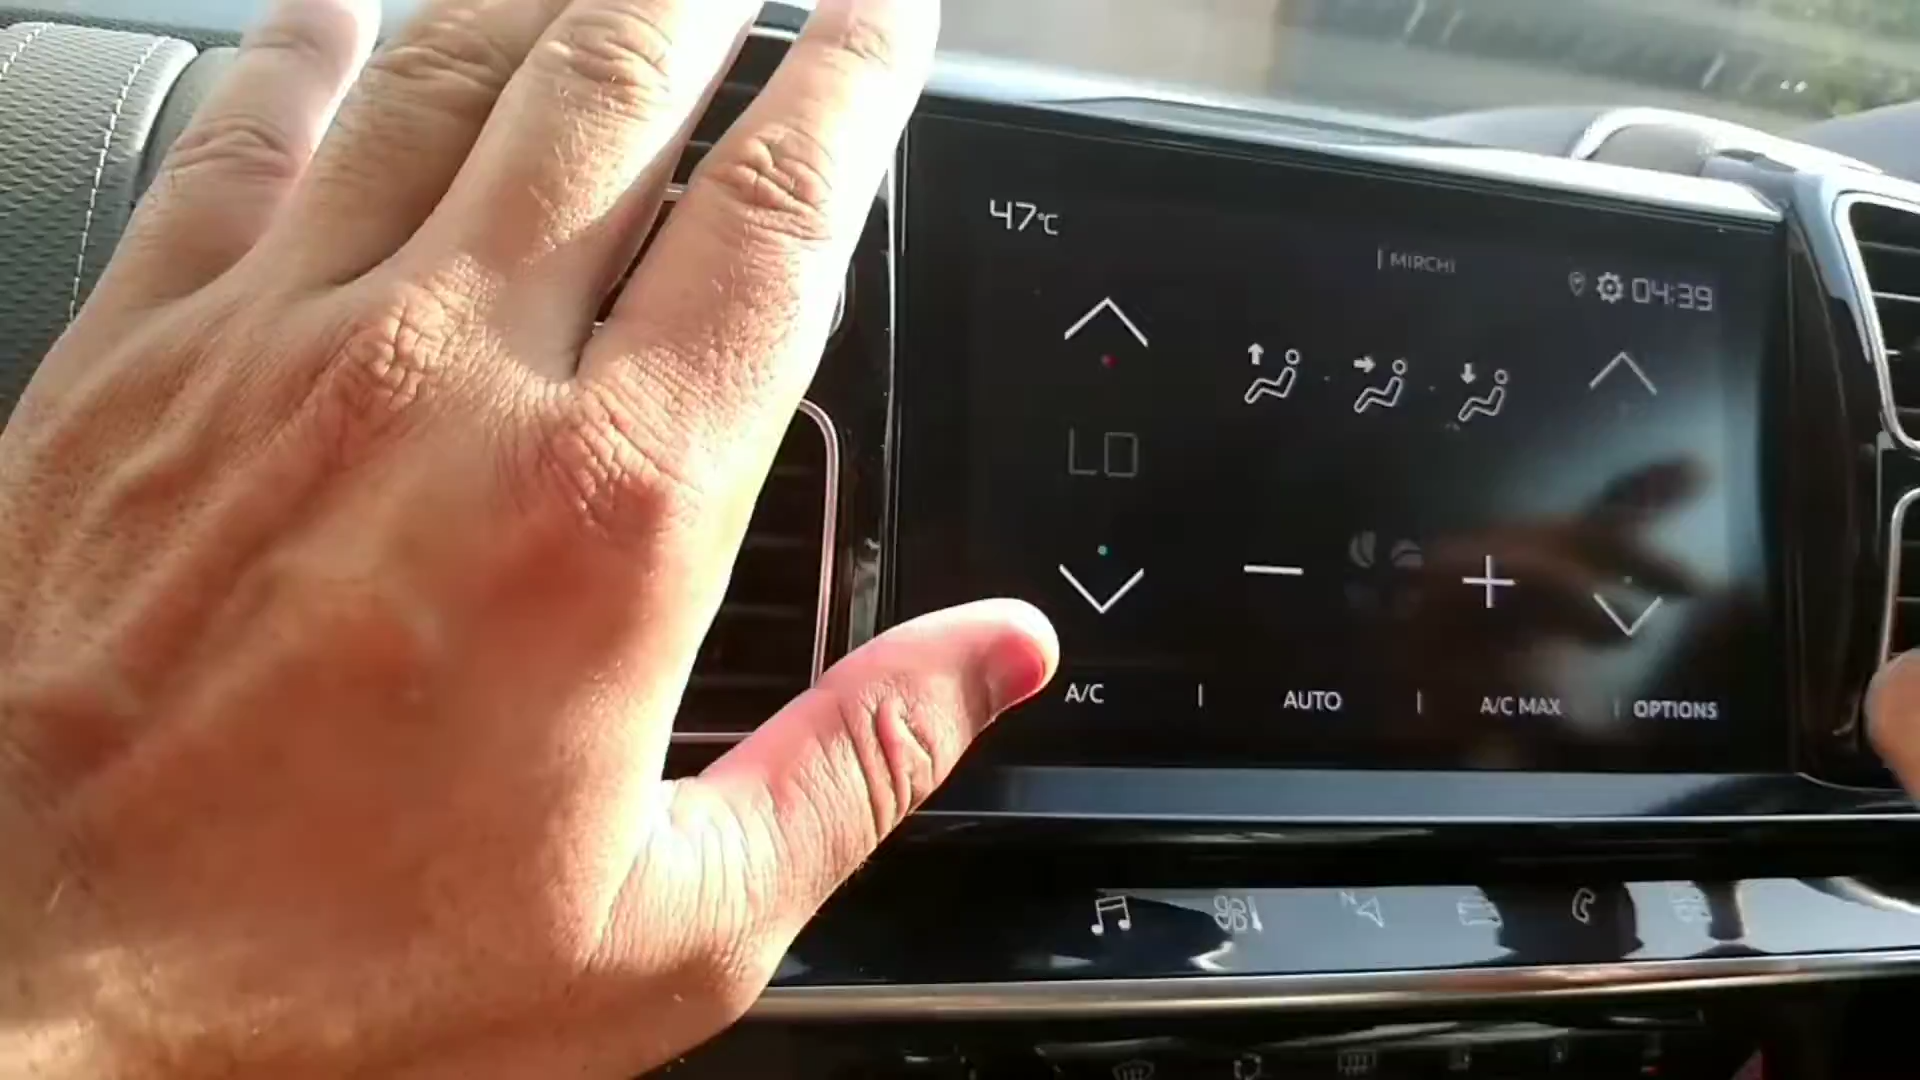 47°C
| MIRCHI
04:39
LO
A/C | AUTO | A/C MAX | OPTIONS
N